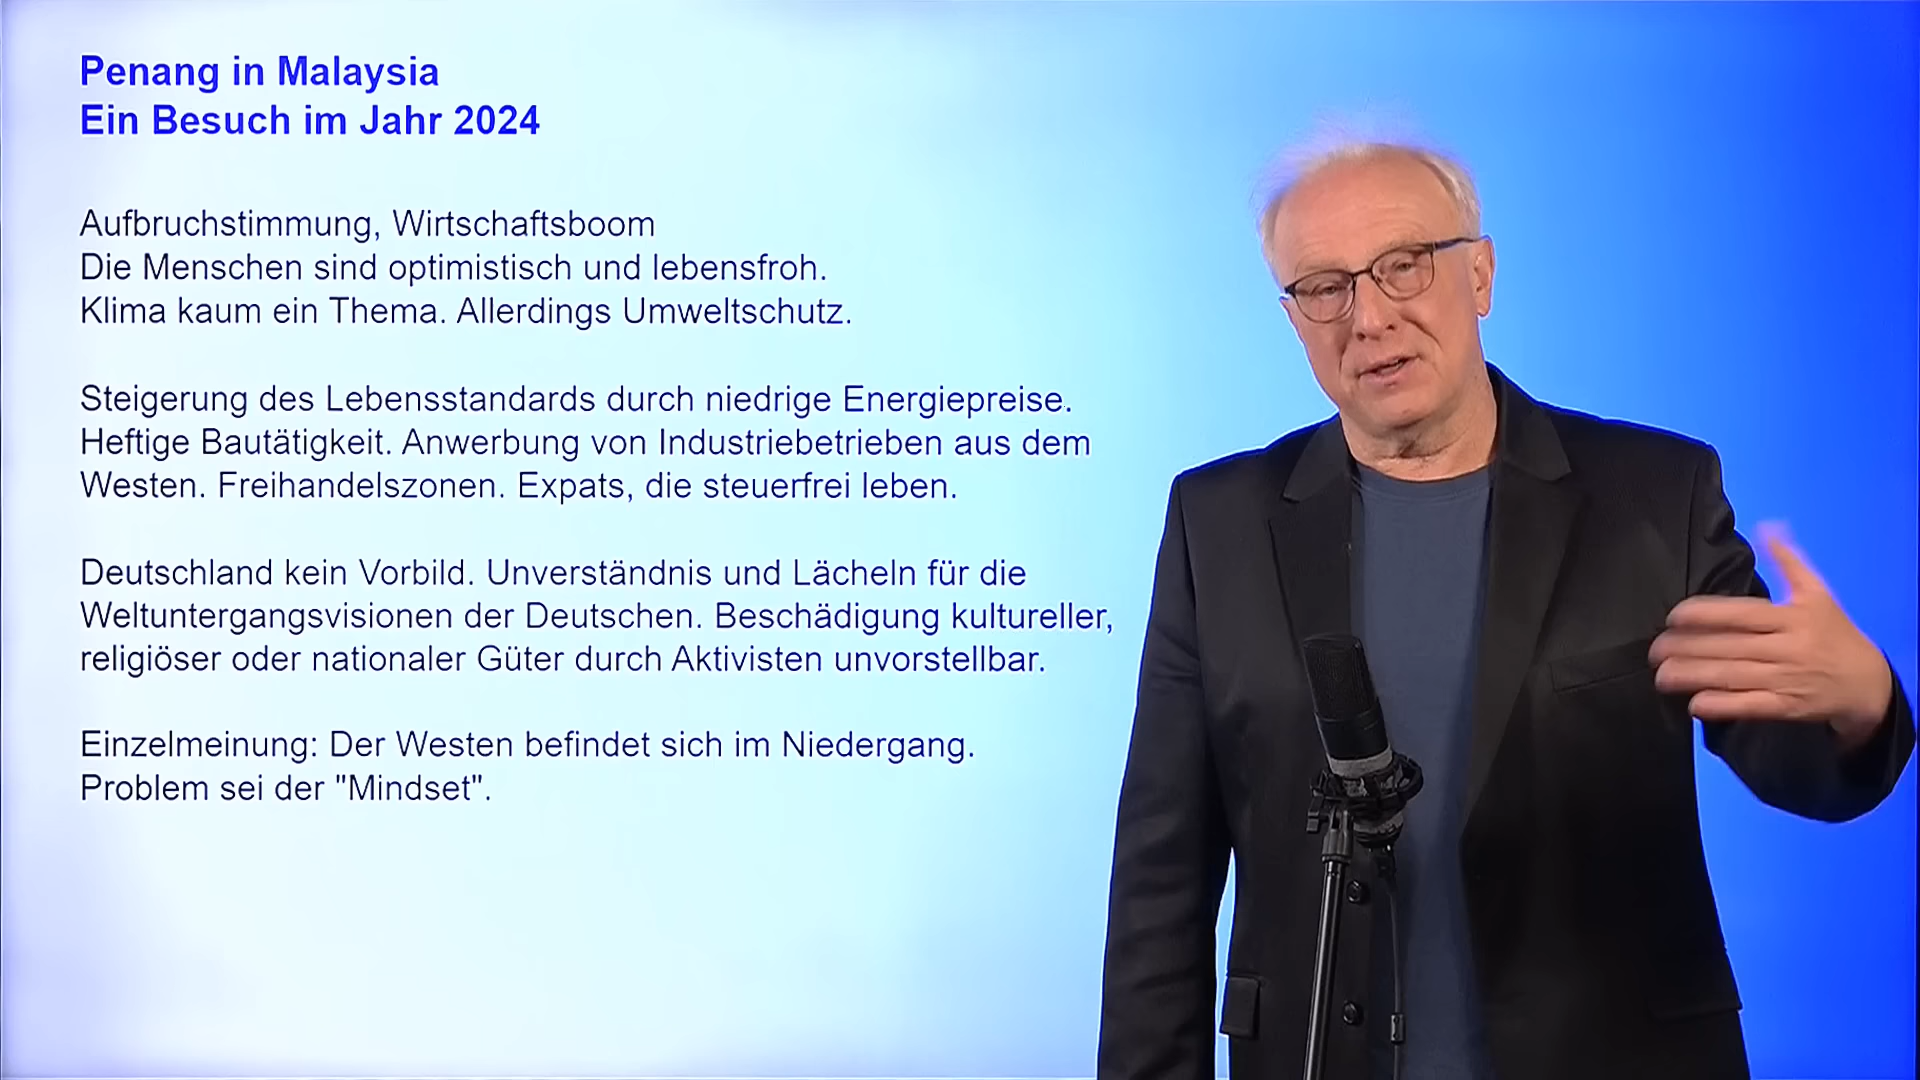 Penang in Malaysia
Ein Besuch im Jahr 2024
Aufbruchstimmung, Wirtschaftsboom
Die Menschen sind optimistisch und lebensfroh.
Klima kaum ein Thema. Allerdings Umweltschutz.
Steigerung des Lebensstandards durch niedrige Energiepreise.
Heftige Bautätigkeit. Anwerbung von Industriebetrieben aus dem
Westen. Freihandelszonen. Expats, die steuerfrei leben.
Deutschland kein Vorbild. Unverständnis und Lächeln für die
Weltuntergangsvisionen der Deutschen. Beschädigung kultureller,
religiöser oder nationaler Güter durch Aktivisten unvorstellbar.
Einzelmeinung: Der Westen befindet sich im Niedergang.
Problem sei der "Mindset".